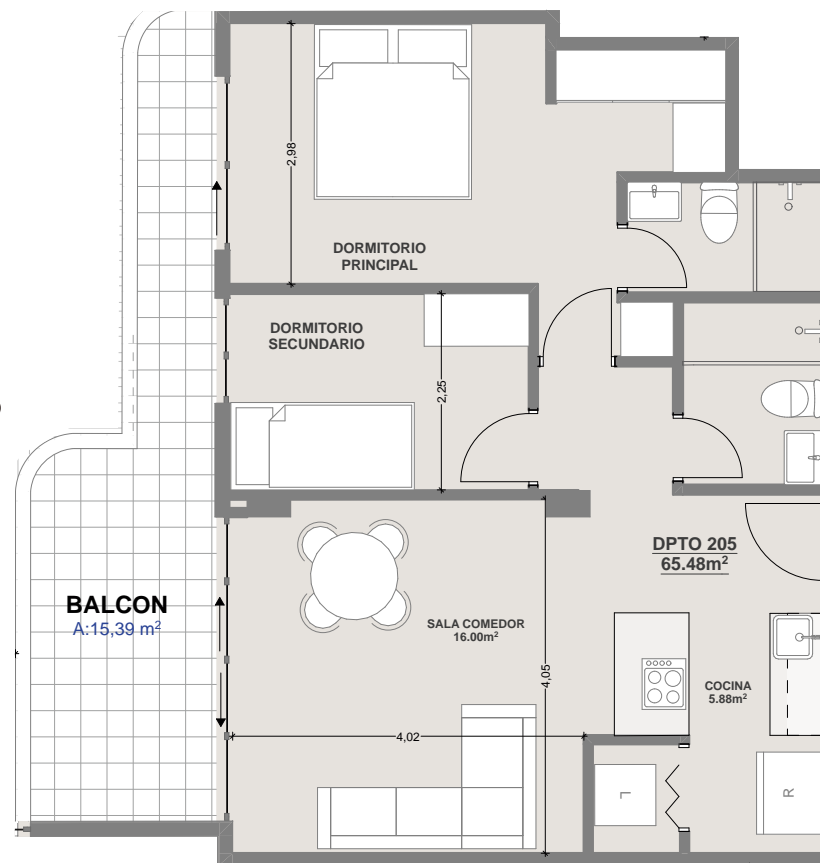 2,98
DORMITORIO
PRINCIPAL
DORMITORIO
SECUNDARIO
2,25
DPTO 205
65.48m²
BALCON
A:15,39 m²
SALA COMEDOR
16.00m²
4,05
COCINA
5.88m²
4,02
L
R